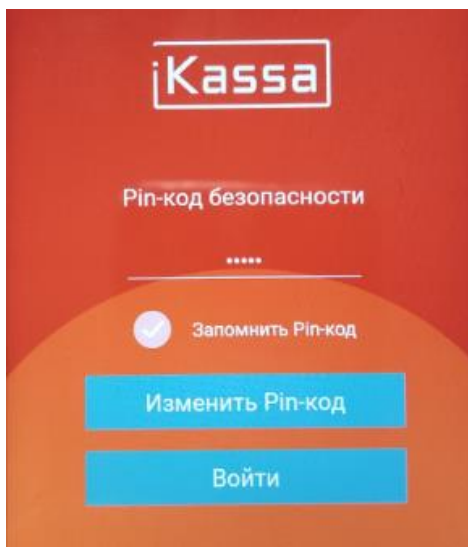 iKassa
Pin-код безопасности
•••••
Запомнить Pin-код
Изменить Pin-код
Войти